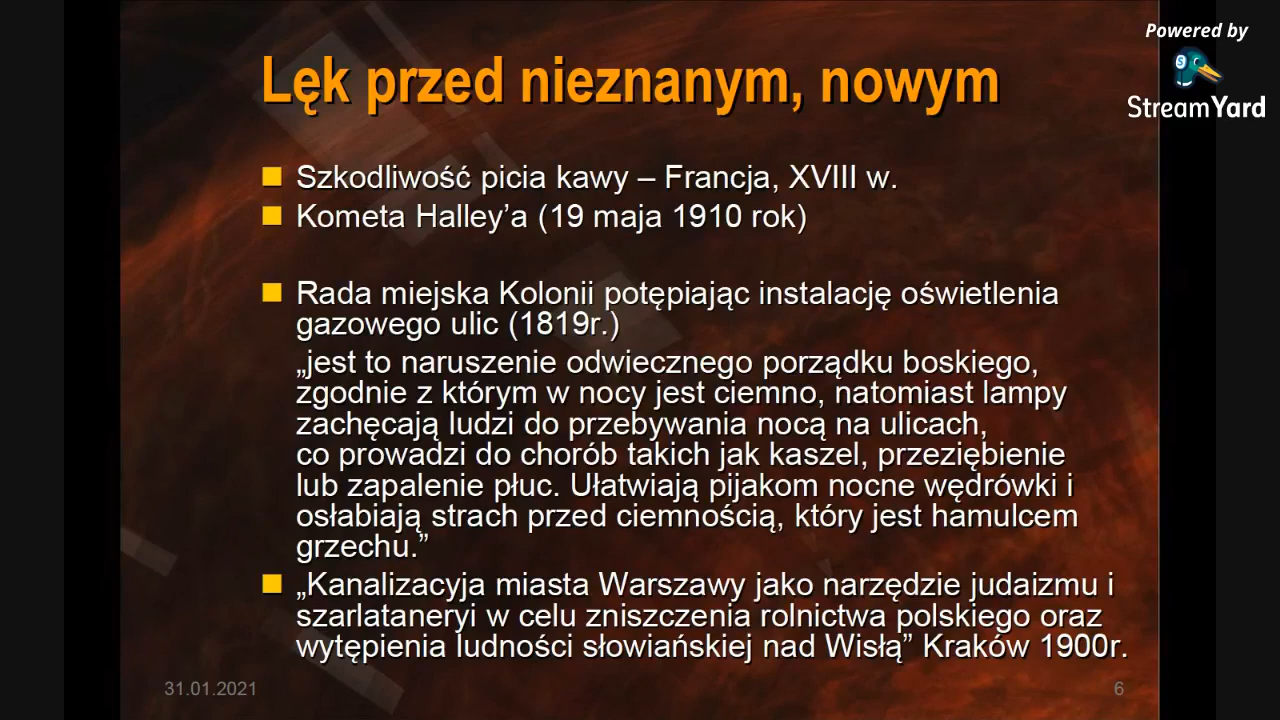 Powered by
StreamYard
Lęk przed nieznanym, nowym
Szkodliwość picia kawy – Francja, XVIII w.
Kometa Halley’a (19 maja 1910 rok)
Rada miejska Kolonii potępiając instalację oświetlenia
gazowego ulic (1819r.)
„jest to naruszenie odwiecznego porządku boskiego,
zgodnie z którym w nocy jest ciemno, natomiast lampy
zachęcają ludzi do przebywania nocą na ulicach,
co prowadzi do chorób takich jak kaszel, przeziębienie
lub zapalenie płuc. Ułatwiają pijakom nocne wędrówki i
osłabiają strach przed ciemnością, który jest hamulcem
grzechu.”
„Kanalizacyja miasta Warszawy jako narzędzie judaizmu i
szarlataneryi w celu zniszczenia rolnictwa polskiego oraz
wytępienia ludności słowiańskiej nad Wisłą” Kraków 1900r.
31.01.2021
6